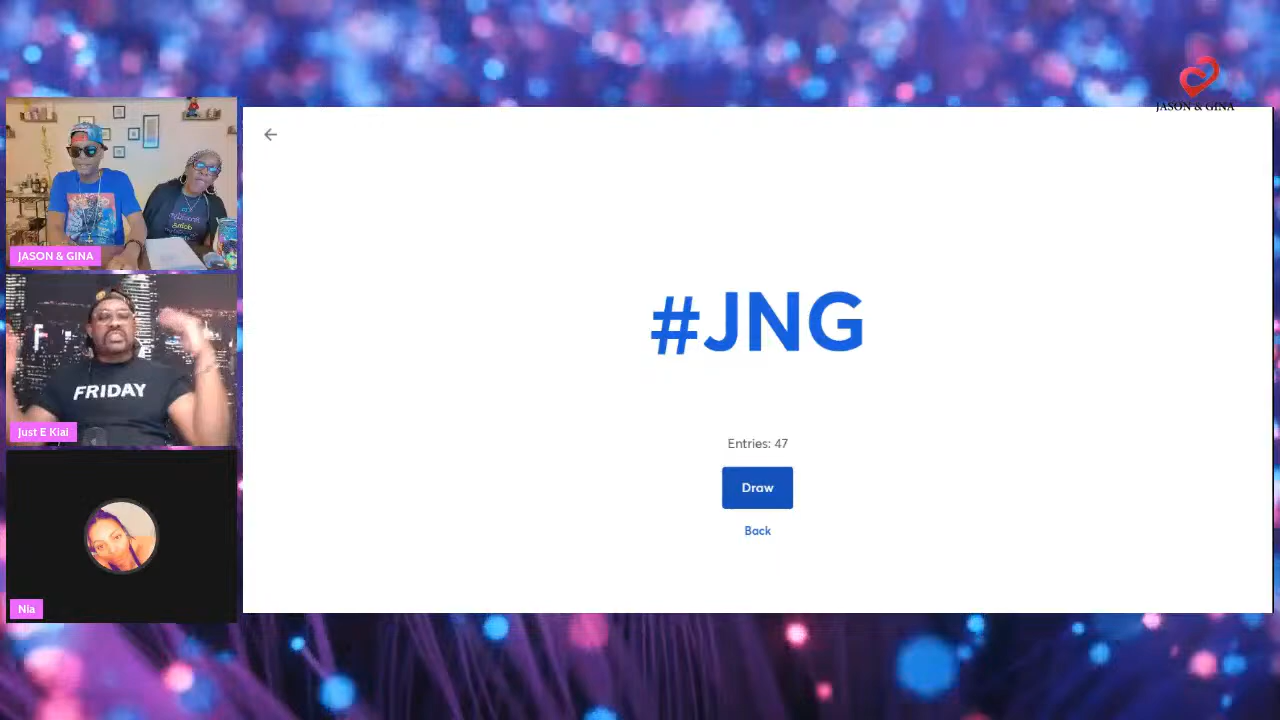 JASON & GINA
JASON & GINA
FRIDAY
Just E Kiai
Nia
#JNG
Entries: 47
Draw
Back